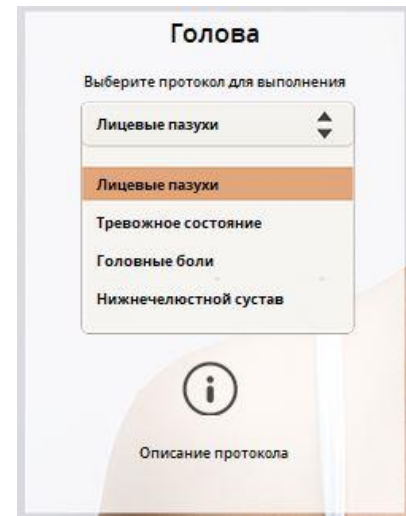 Голова
Выберите протокол для выполнения
Лицевые пазухи
Лицевые пазухи
Тревожное состояние
Головные боли
Нижнечелюстной сустав
Описание протокола